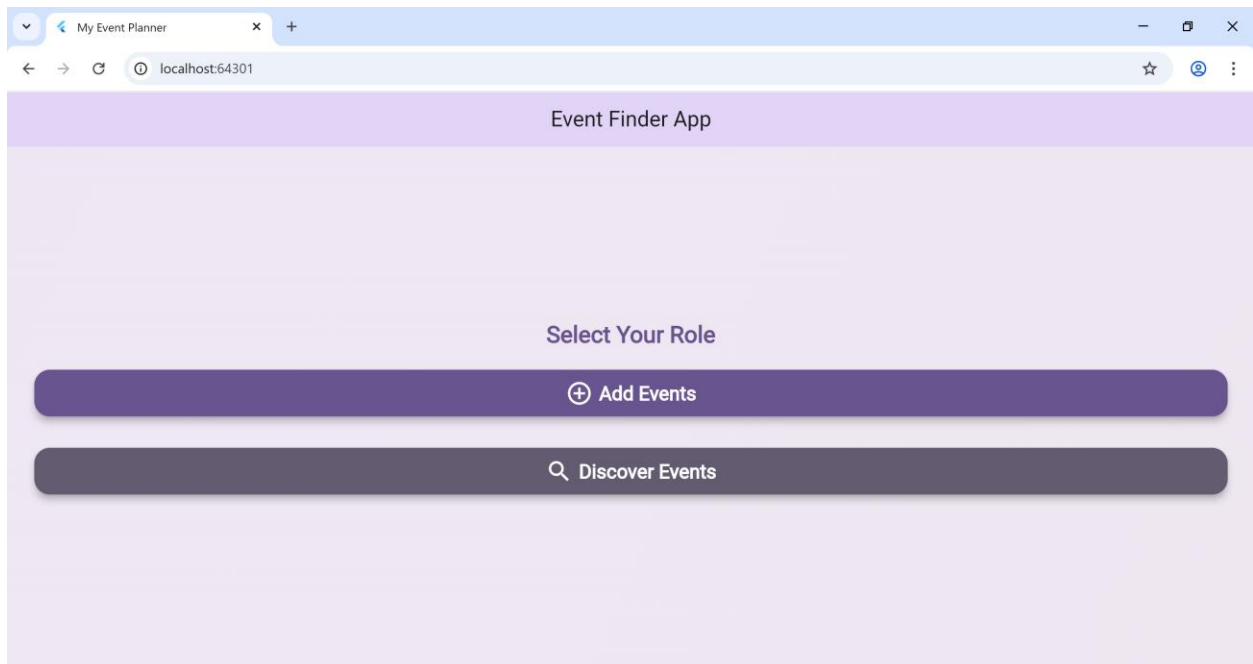 My Event Planner
localhost:64301
Event Finder App
Select Your Role
Add Events
Discover Events